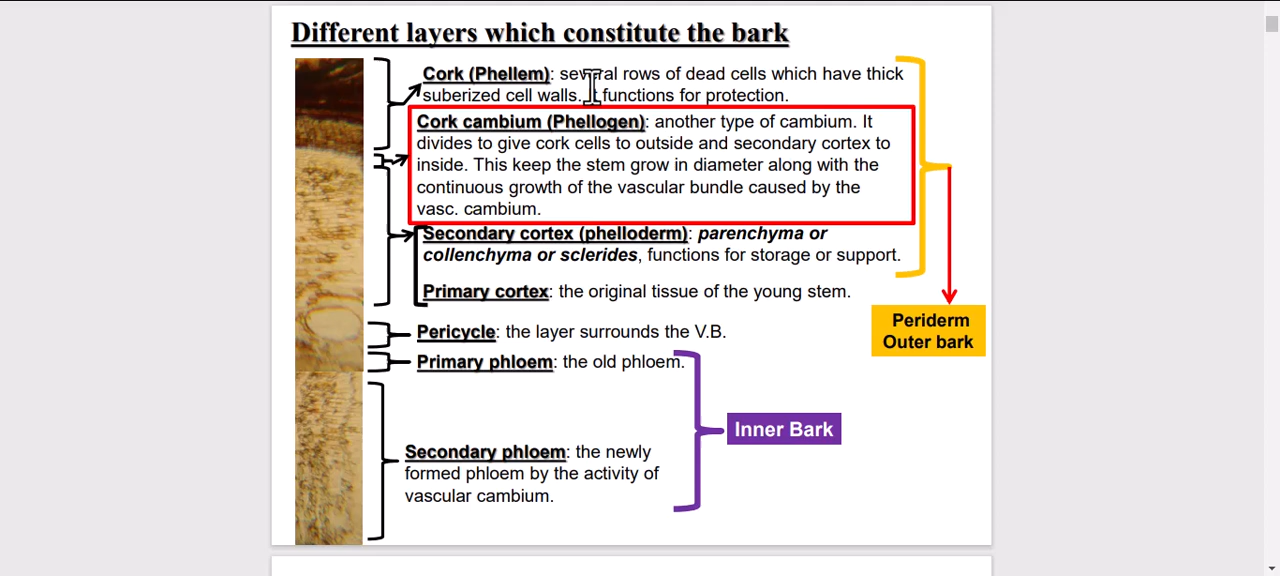 Different layers which constitute the bark
Cork (Phellem): several rows of dead cells which have thick
suberized cell walls. It functions for protection.
Cork cambium (Phellogen): another type of cambium. It
divides to give cork cells to outside and secondary cortex to
inside. This keep the stem grow in diameter along with the
continuous growth of the vascular bundle caused by the
vasc. cambium.
Secondary cortex (phelloderm): parenchyma or
collenchyma or sclerides, functions for storage or support.
Primary cortex: the original tissue of the young stem.
Periderm
Outer bark
Pericycle: the layer surrounds the V.B.
Primary phloem: the old phloem.
Inner Bark
Secondary phloem: the newly
formed phloem by the activity of
vascular cambium.